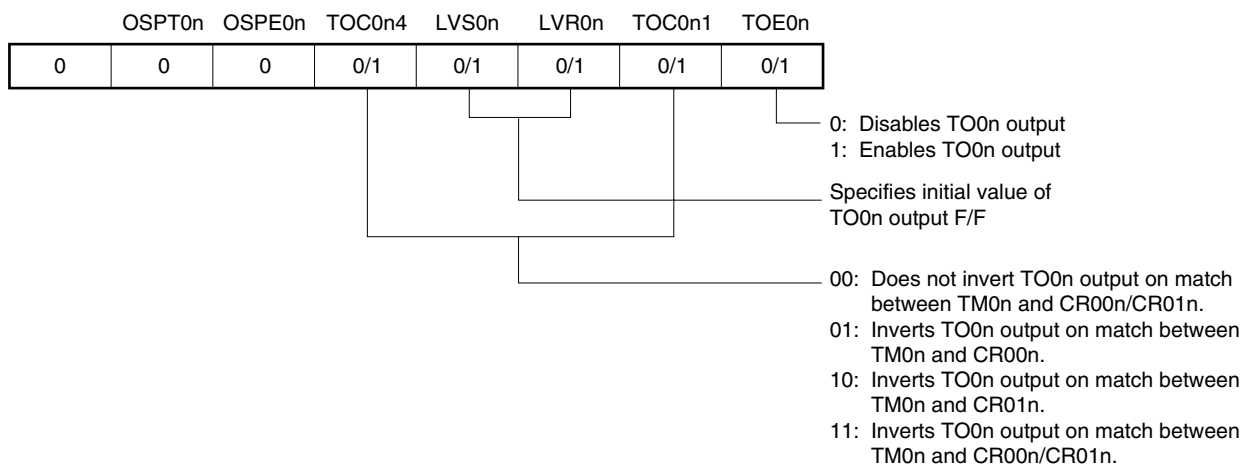 OSPT0n OSPE0n TOC0n4 LVS0n LVR0n TOC0n1 TOE0n
0 0 0 0/1 0/1 0/1 0/1 0/1
0: Disables TO0n output
1: Enables TO0n output
Specifies initial value of
TO0n output F/F
00: Does not invert TO0n output on match
between TM0n and CR00n/CR01n.
01: Inverts TO0n output on match between
TM0n and CR00n.
10: Inverts TO0n output on match between
TM0n and CR01n.
11: Inverts TO0n output on match between
TM0n and CR00n/CR01n.